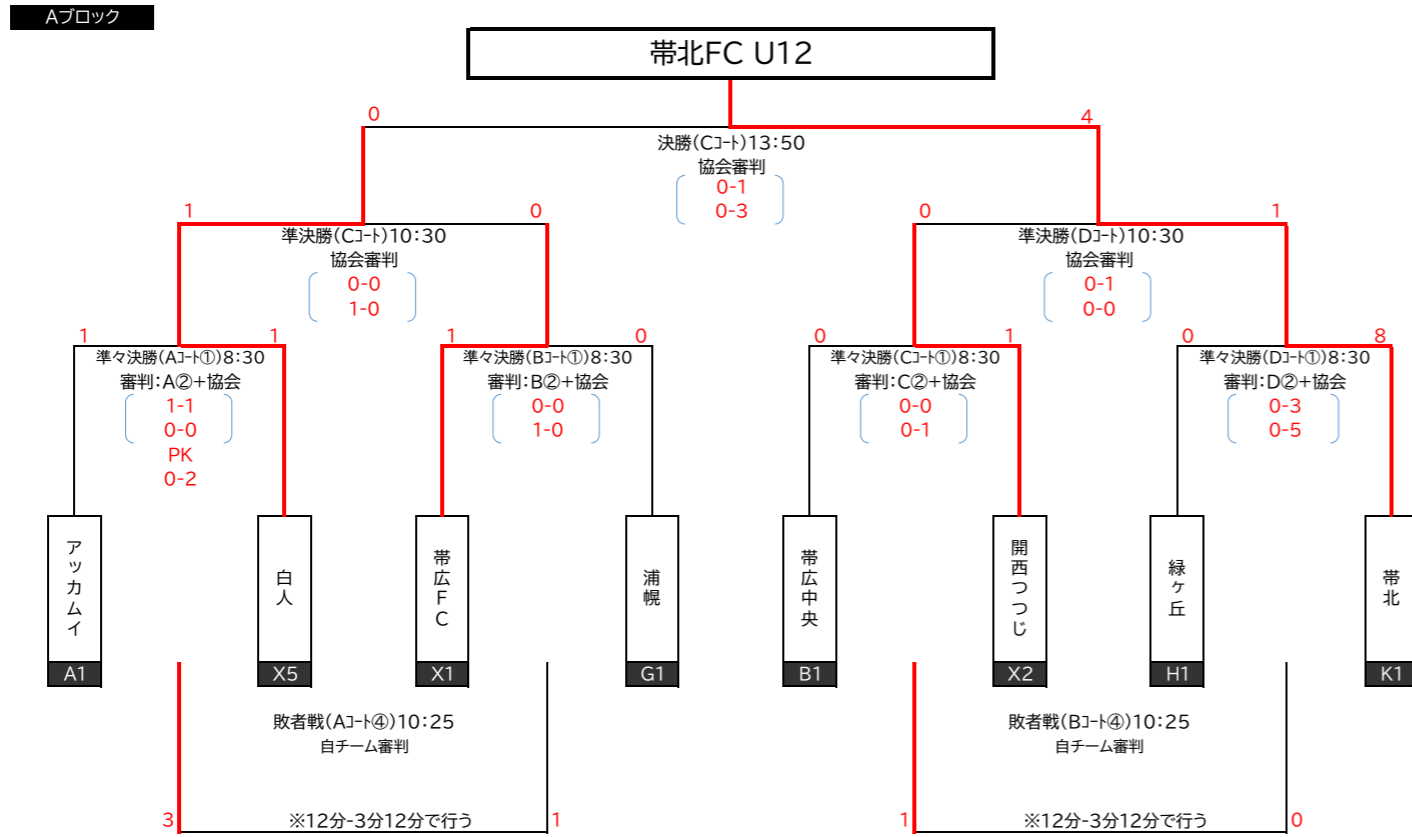 Aブロック
帯北FC U12
0
4
決勝(Cコート)13:50
協会審判
0-1
0-3
1
0
0
1
準決勝(Cコート)10:30
協会審判
0-0
1-0
準決勝(Dコート)10:30
協会審判
0-1
0-0
1
1
1
0
0
1
0
8
準々決勝(Aコート①)8:30
審判:A②+協会
1-1
0-0
PK
0-2
準々決勝(Bコート①)8:30
審判:B②+協会
0-0
1-0
準々決勝(Cコート①)8:30
審判:C②+協会
0-0
0-1
準々決勝(Dコート①)8:30
審判:D②+協会
0-3
0-5
アッカムイ
白人
帯広FC
浦幌
帯広中央
開西つつじ
緑ヶ丘
帯北
A1
X5
X1
G1
B1
X2
H1
K1
敗者戦(Aコート④)10:25
自チーム審判
敗者戦(Bコート④)10:25
自チーム審判
3
※12分-3分12分で行う
1
1
※12分-3分12分で行う
0